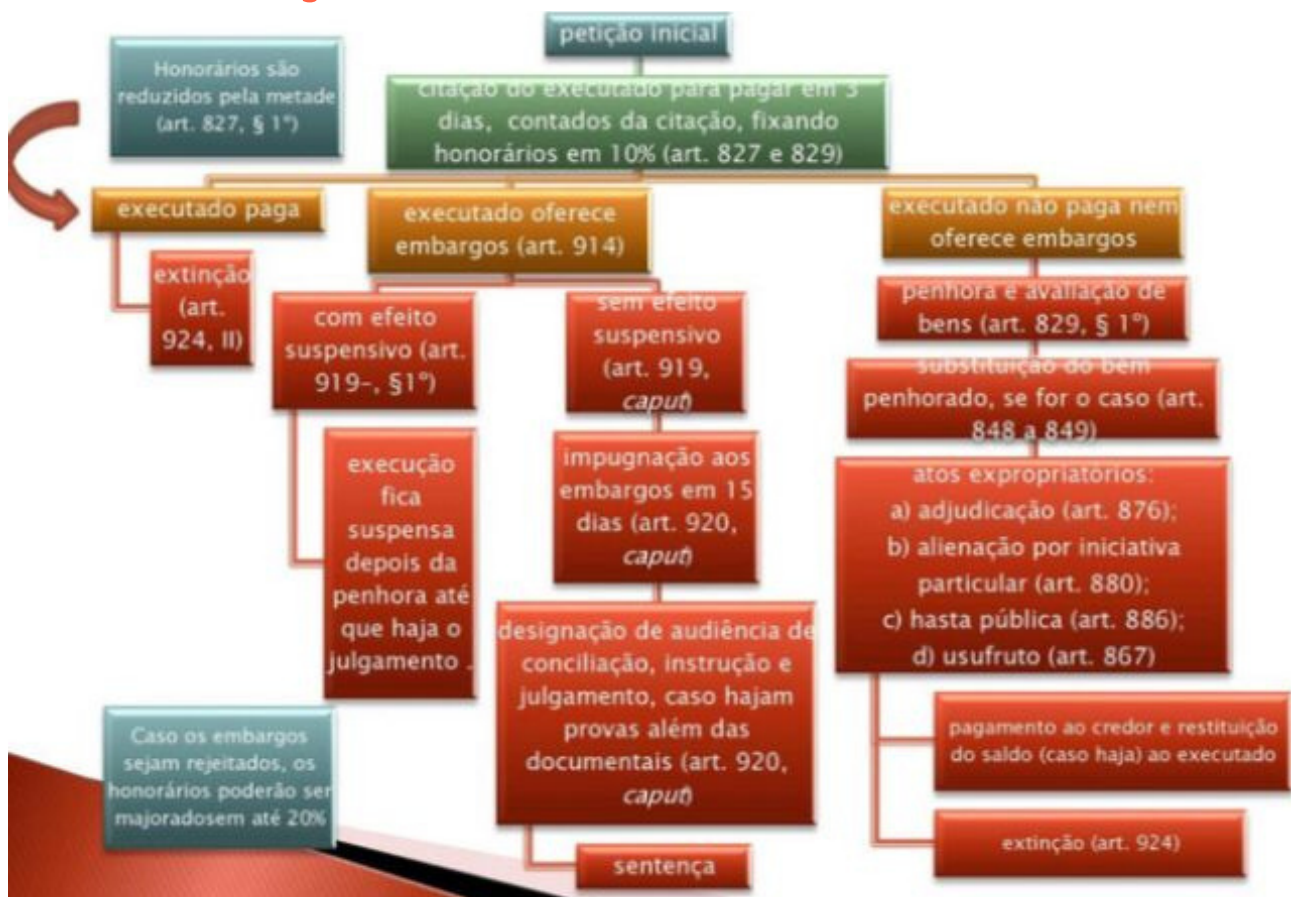 petição inicial
Honorários são
reduzidos pela metade
(art. 827, § 1º)
citação do executado para pagar em 3
dias, contados da citação, fixando
honorários em 10% (art. 827 e 829)
executado paga
executado oferece
embargos (art. 914)
executado não paga nem
oferece embargos
extinção
(art.
924, II)
com efeito
suspensivo (art.
919-, §1º)
sem efeito
suspensivo
(art. 919,
caput)
penhora e avaliação de
bens (art. 829, § 1º)
substituição do bem
penhorado, se for o caso (art.
848 a 849)
execução
fica
suspensa
depois da
penhora até
que haja o
julgamento .
impugnação aos
embargos em 15
dias (art. 920,
caput)
atos expropriatórios:
a) adjudicação (art. 876);
b) alienação por iniciativa
particular (art. 880);
c) hasta pública (art. 886);
d) usufruto (art. 867)
designação de audiência de
conciliação, instrução e
julgamento, caso hajam
provas além das
documentais (art. 920,
caput)
Caso os embargos
sejam rejeitados, os
honorários poderão ser
majoradosem até 20%
pagamento ao credor e restituição
do saldo (caso haja) ao executado
sentença
extinção (art. 924)